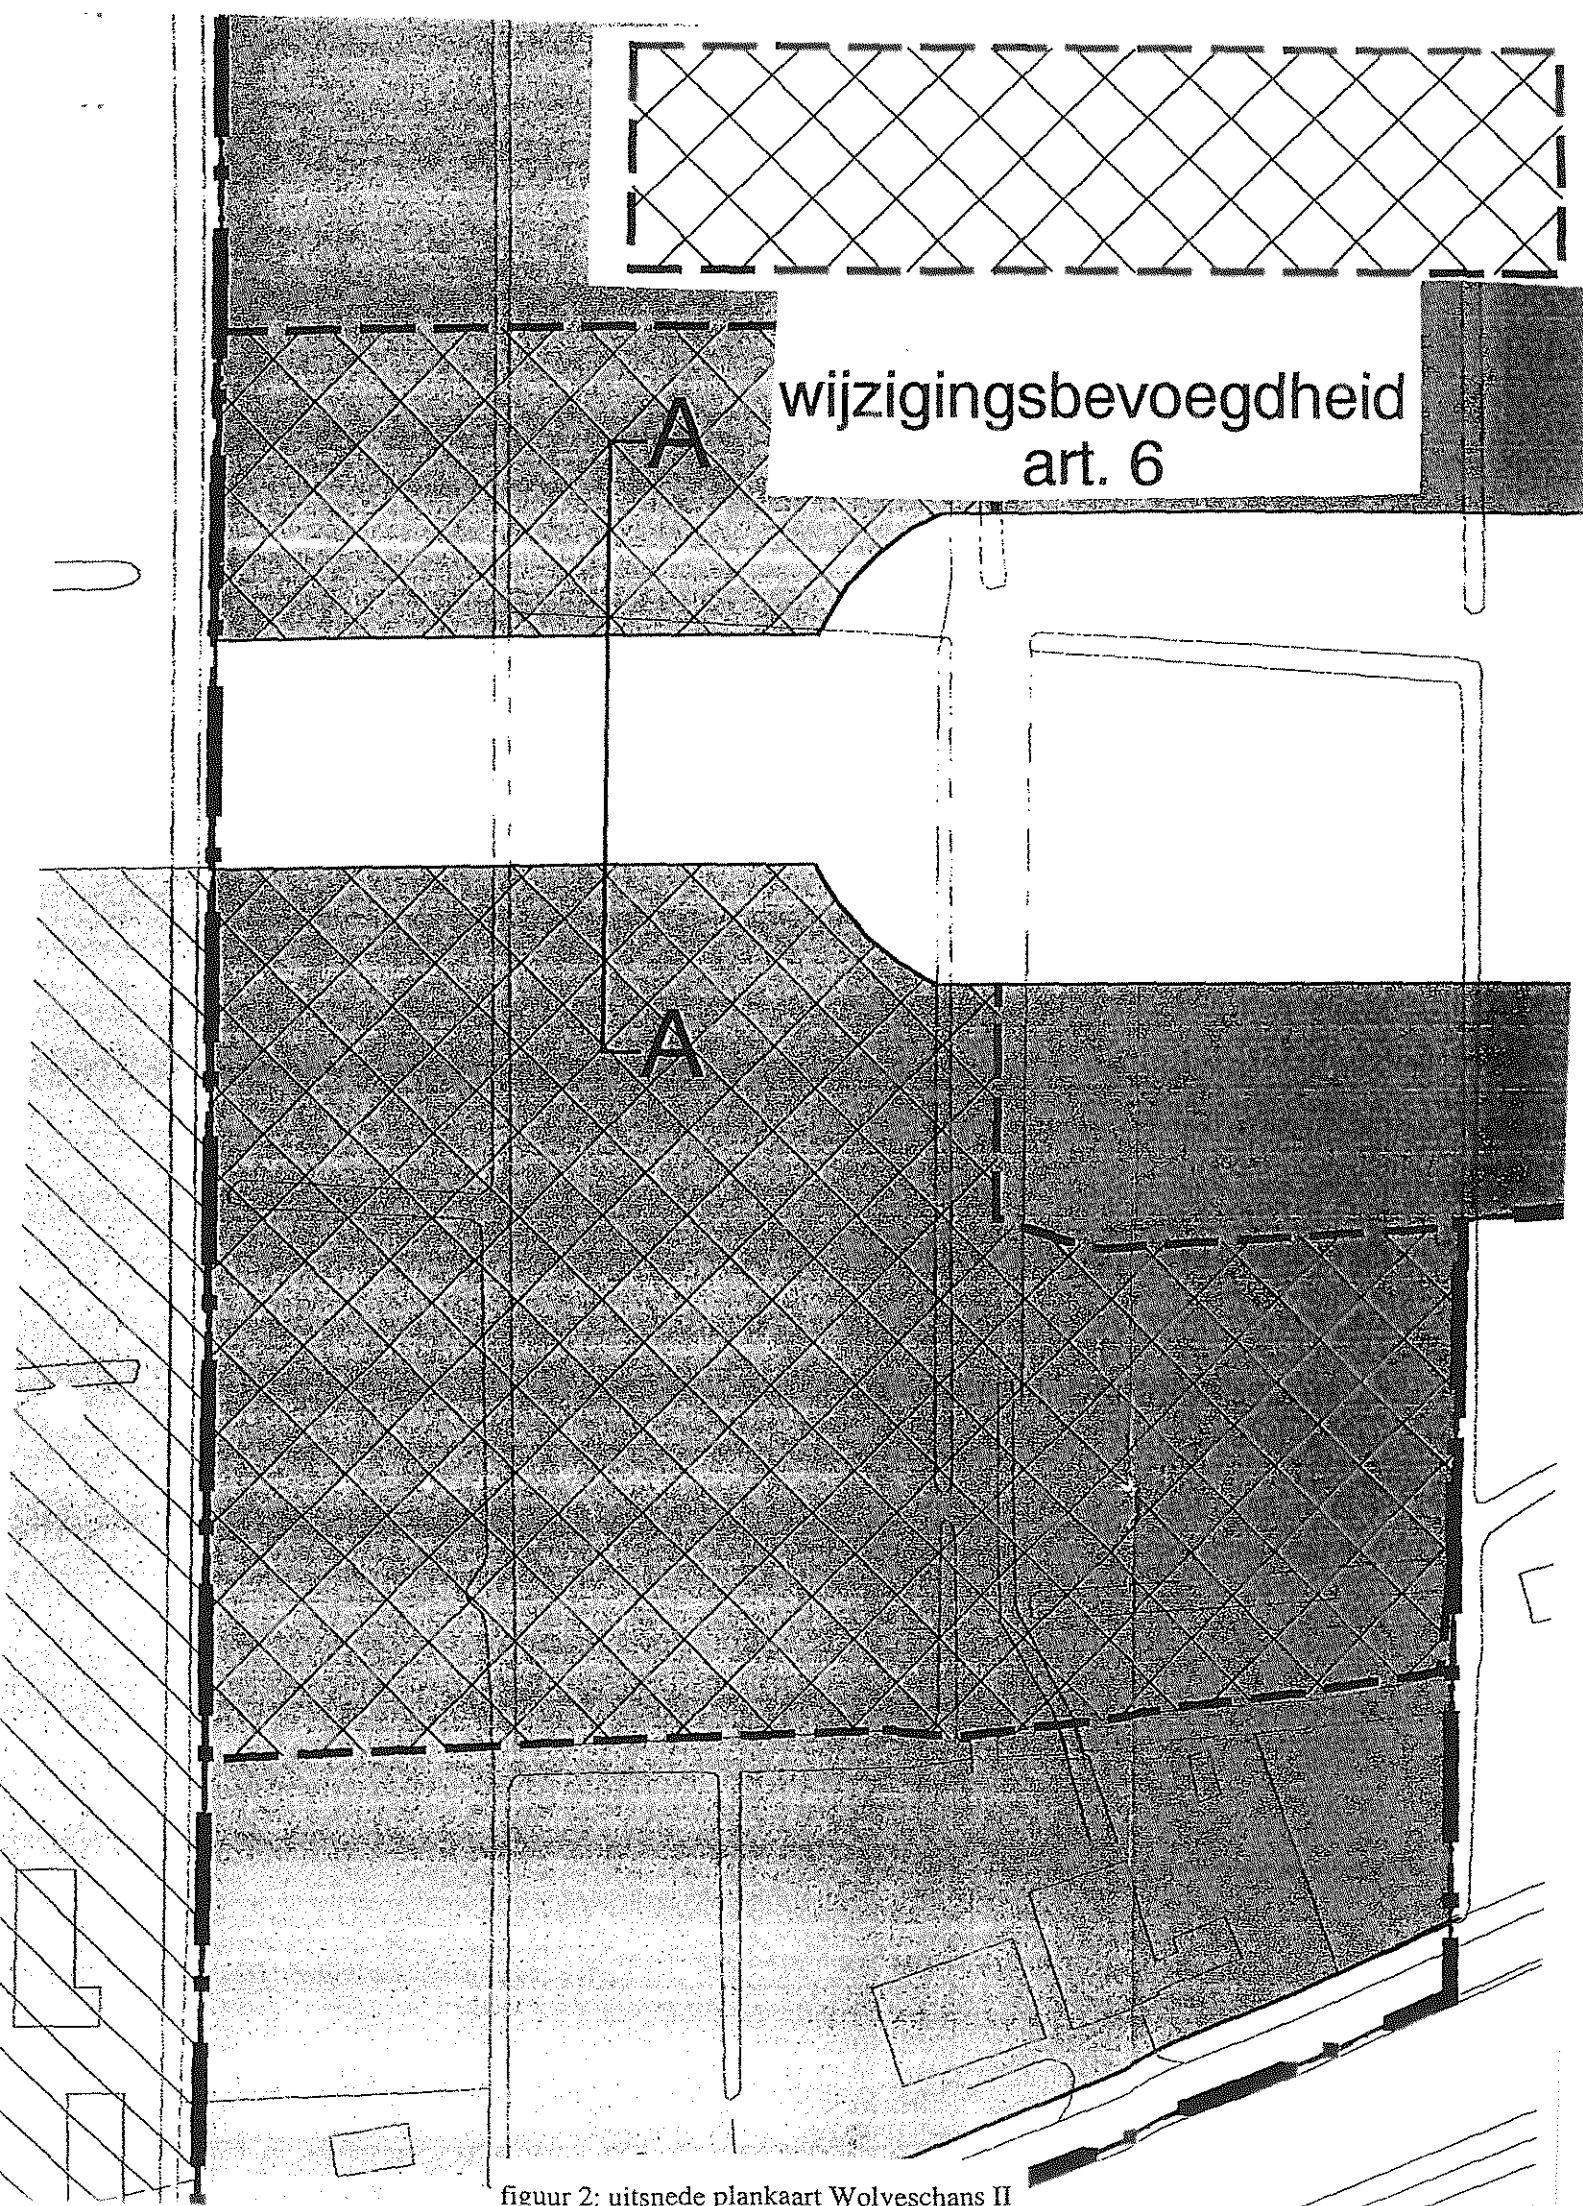 wijzigingsbevoegdheid
art. 6
A
A
figuur 2: uitsnede plankaart Wolveschans II